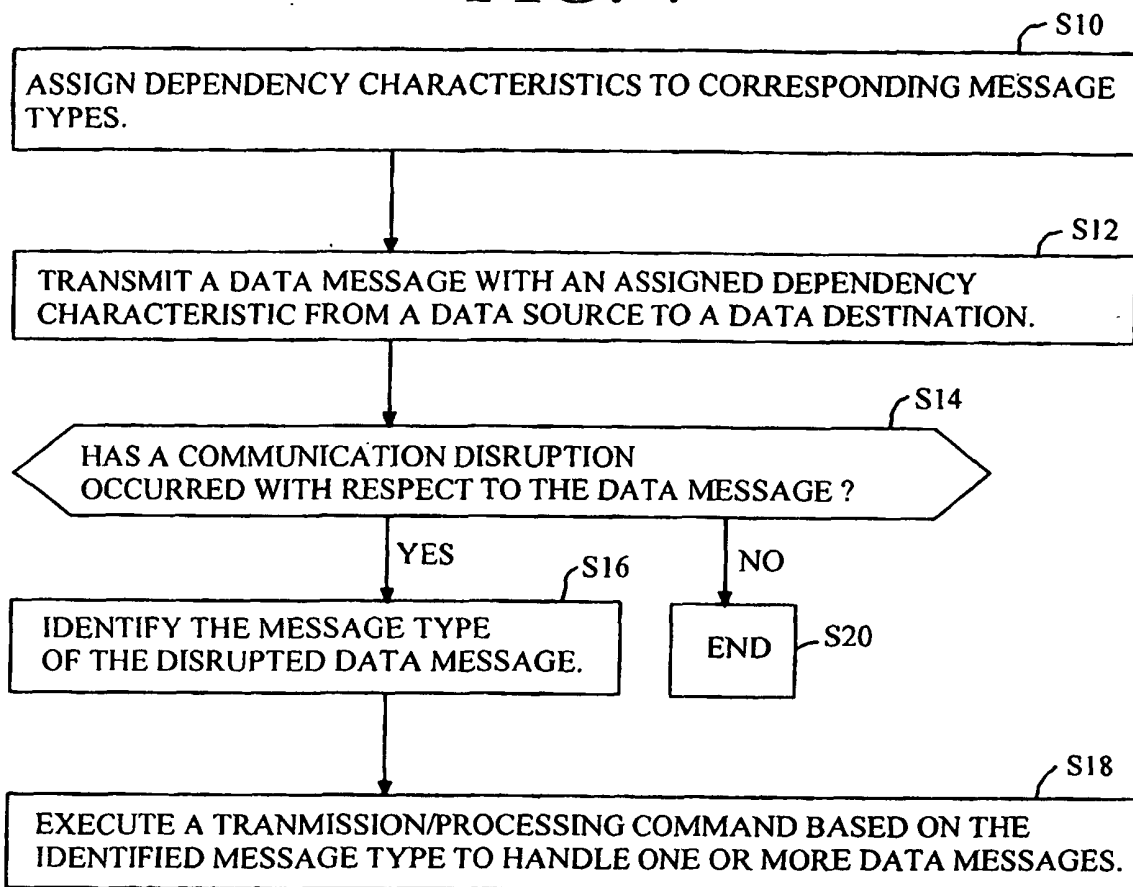 S10
ASSIGN DEPENDENCY CHARACTERISTICS TO CORRESPONDING MESSAGE
TYPES.
S12
TRANSMIT A DATA MESSAGE WITH AN ASSIGNED DEPENDENCY
CHARACTERISTIC FROM A DATA SOURCE TO A DATA DESTINATION.
S14
HAS A COMMUNICATION DISRUPTION
OCCURRED WITH RESPECT TO THE DATA MESSAGE ?
YES
NO
S16
IDENTIFY THE MESSAGE TYPE
OF THE DISRUPTED DATA MESSAGE.
END
S20
S18
EXECUTE A TRANMISSION/PROCESSING COMMAND BASED ON THE
IDENTIFIED MESSAGE TYPE TO HANDLE ONE OR MORE DATA MESSAGES.